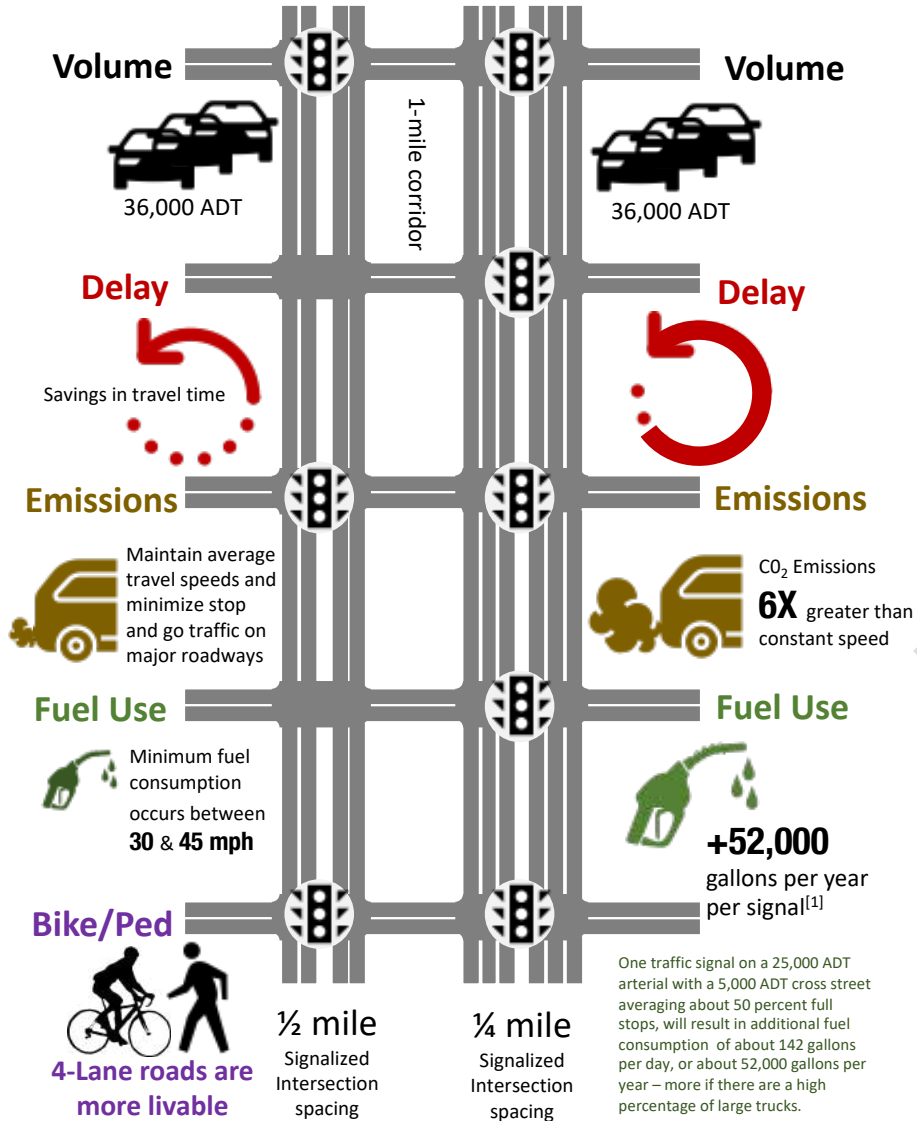 Volume
36,000 ADT
1-mile corridor
Volume
36,000 ADT
Delay
Savings in travel time
Delay
Emissions
Maintain average
travel speeds and
minimize stop
and go traffic on
major roadways
Emissions
C0₂ Emissions
6X greater than
constant speed
Fuel Use
Minimum fuel
consumption
occurs between
30 & 45 mph
Fuel Use
+52,000
gallons per year
per signal[1]
Bike/Ped
4-Lane roads are
more livable
½ mile
Signalized
Intersection
spacing
¼ mile
Signalized
Intersection
spacing
One traffic signal on a 25,000 ADT
arterial with a 5,000 ADT cross street
averaging about 50 percent full
stops, will result in additional fuel
consumption of about 142 gallons
per day, or about 52,000 gallons per
year – more if there are a high
percentage of large trucks.